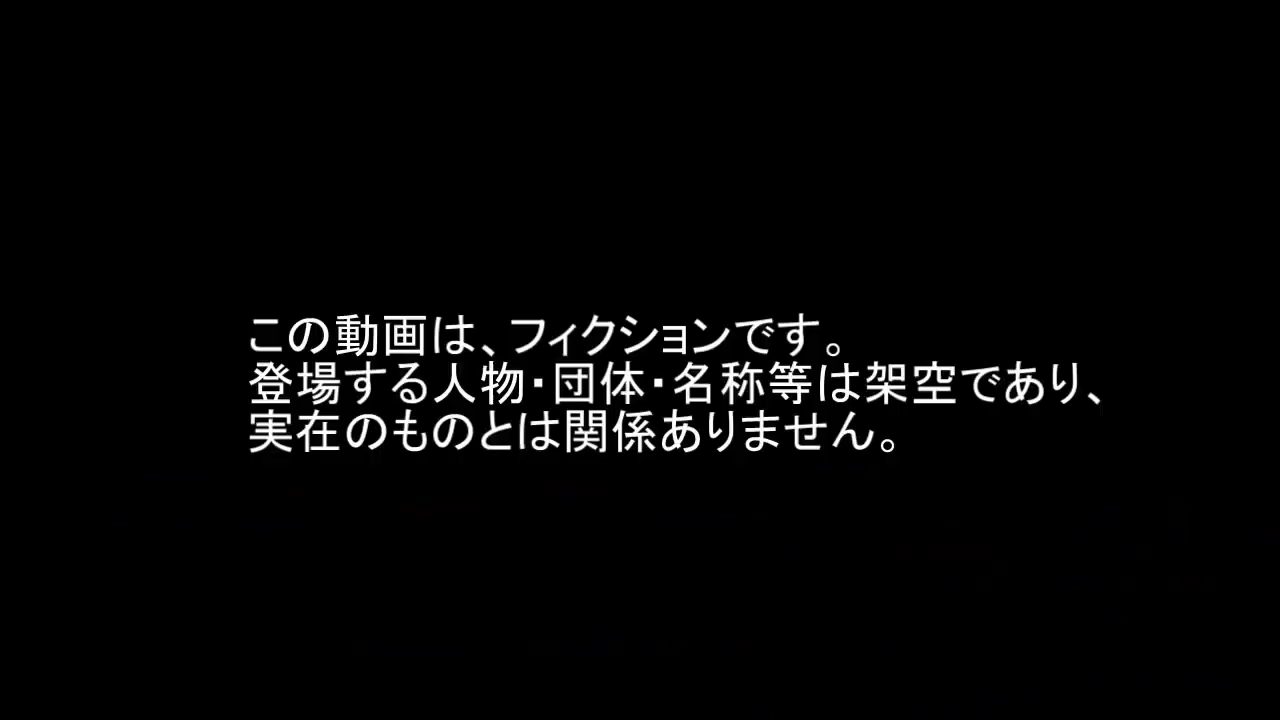 この動画は、フィクションです。
登場する人物・団体・名称等は架空であり、
実在のものとは関係ありません。